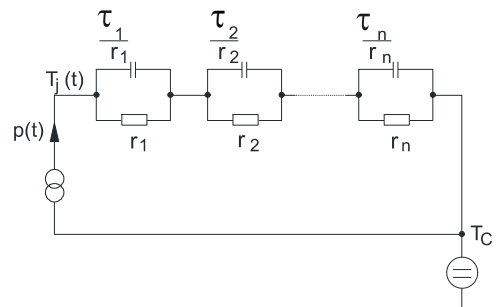 τ1 τ2 τn
r1 r2 rn
Tj (t)
r1 r2 rn
p(t)
TC